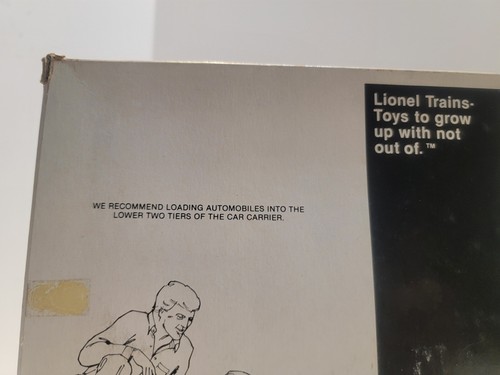 Lionel Trains-
Toys to grow
up with not
out of.™
WE RECOMMEND LOADING AUTOMOBILES INTO THE
LOWER TWO TIERS OF THE CAR CARRIER.